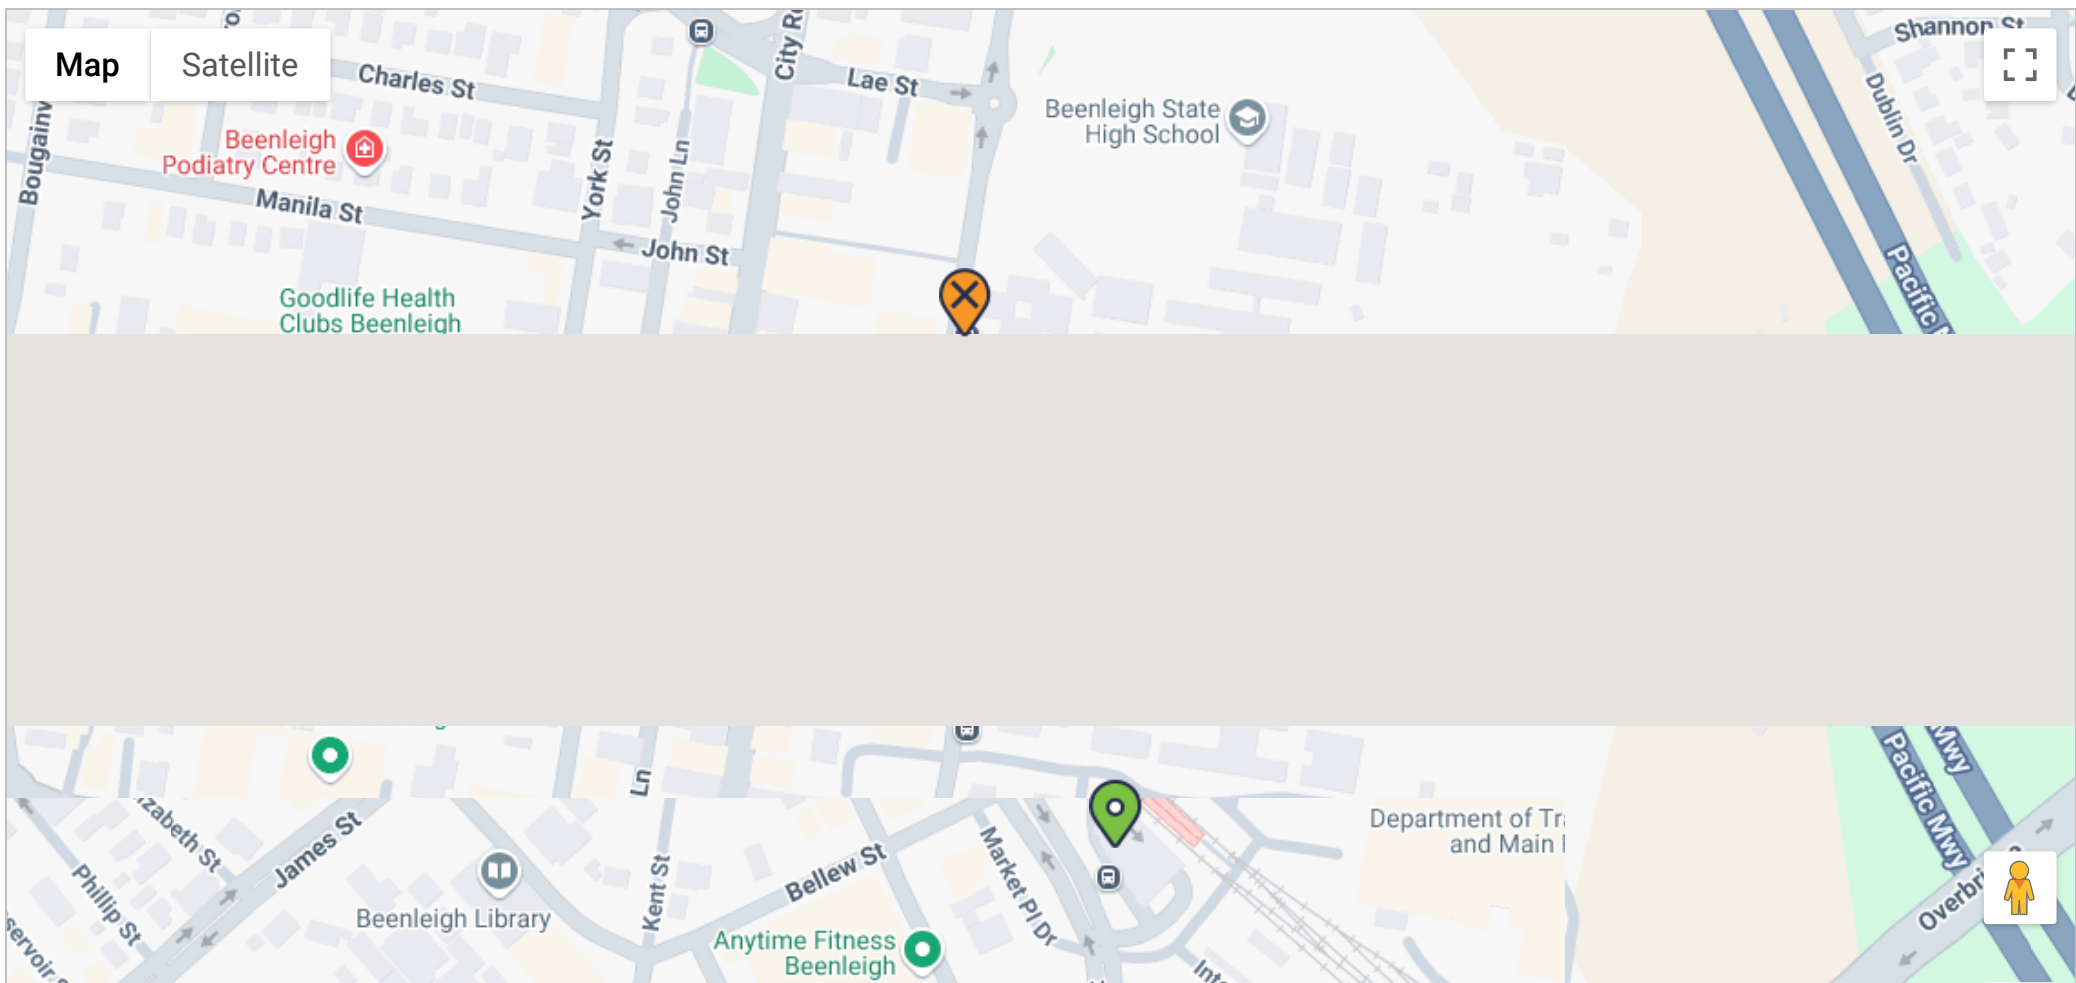 Map
Satellite
Charles St
City
Lae St
Shannon St
Dublin Dr
Beenleigh State
High School
Beenleigh
Podiatry Centre
York St
John Ln
Manila St
John St
Goodlife Health
Clubs Beenleigh
Pacific
Ln
Mwy
Pacific Mwy
James St
Phillip St
Kent St
Bellew St
Market Pl Dr
Department of
and Main
Beenleigh Library
Anytime Fitness
Beenleigh